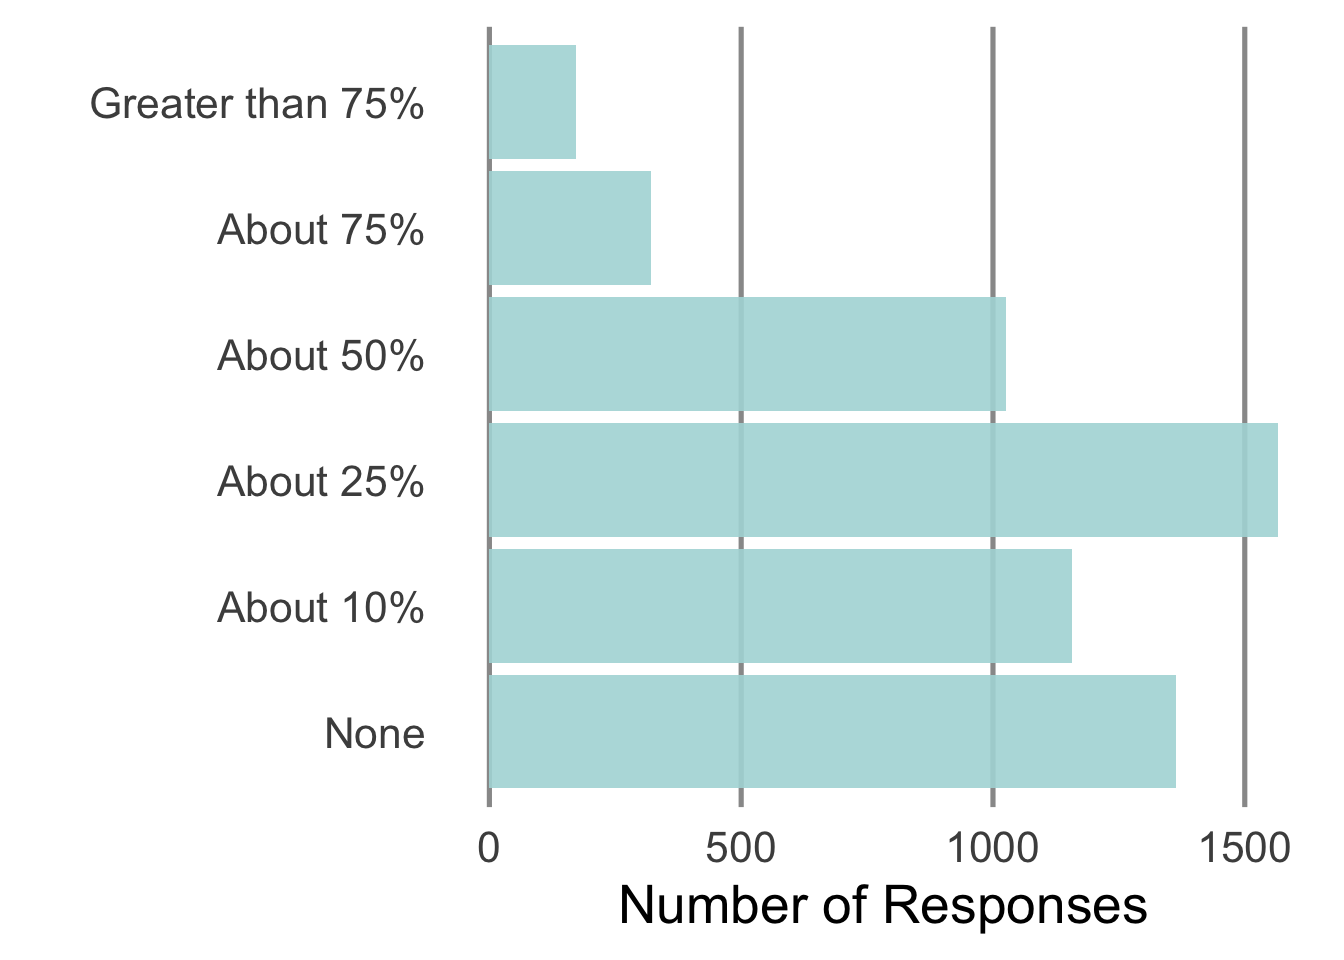 Greater than 75%
About 75%
About 50%
About 25%
About 10%
None
0 500 1000 1500
Number of Responses